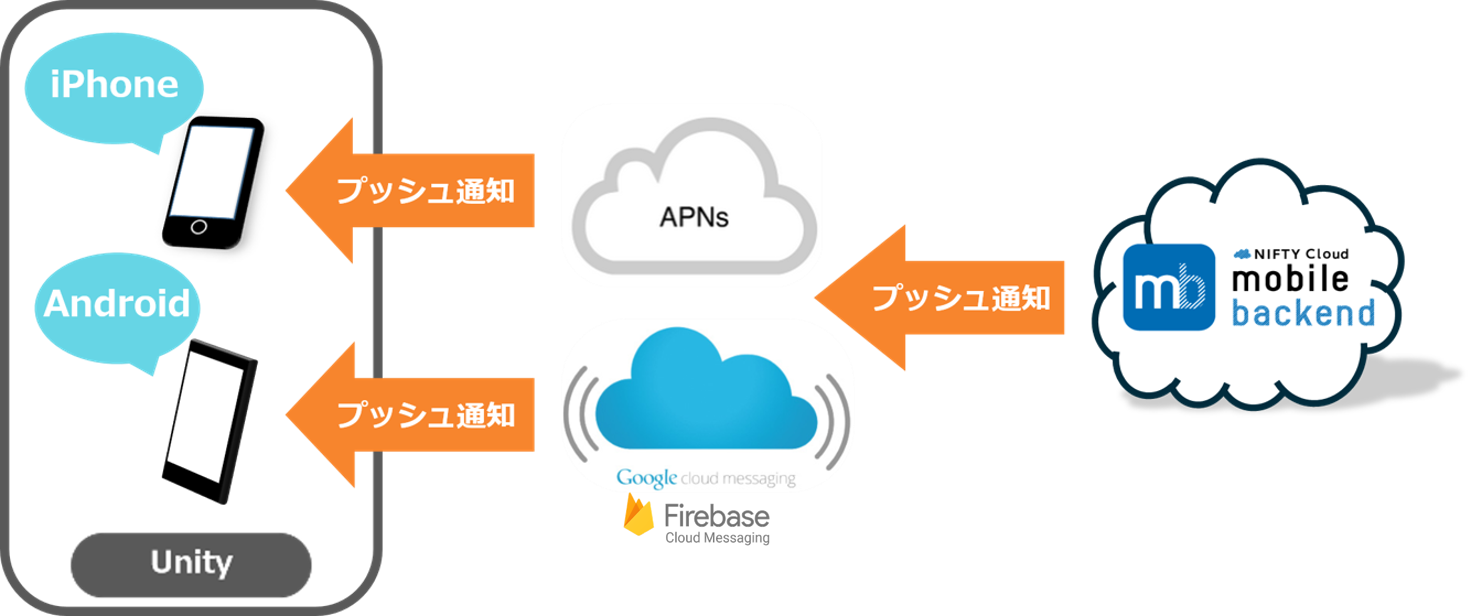 iPhone
プッシュ通知
APNs
Android
プッシュ通知
Google cloud messaging
Firebase
Cloud Messaging
Unity
プッシュ通知
mb
NIFTY Cloud
mobile
backend